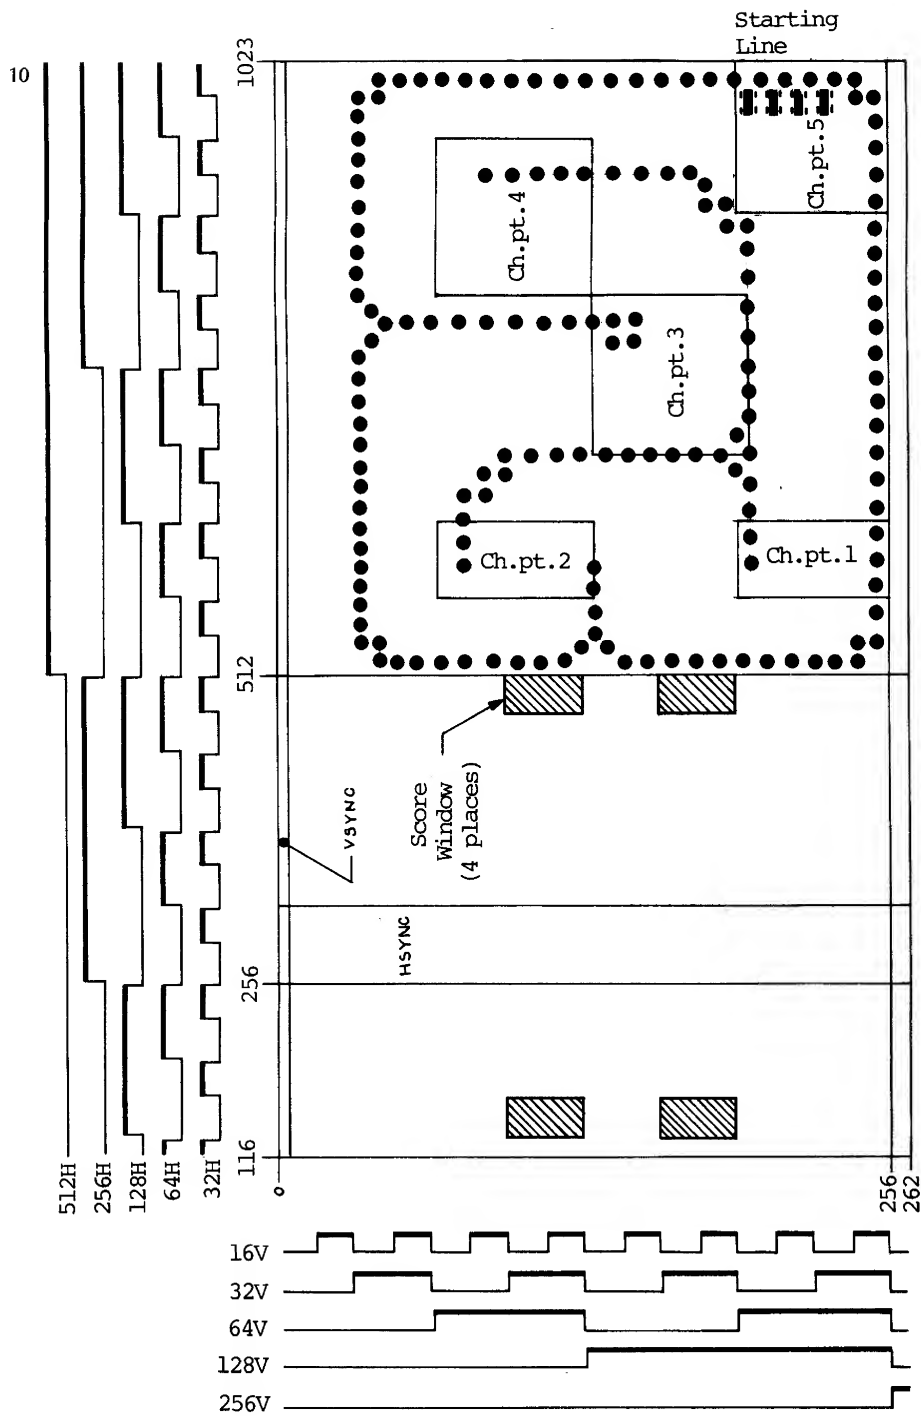 10
Starting
Line
1023
Ch.pt.5
Ch.pt.4
Ch.pt.3
Ch.pt.2
Ch.pt.1
512
Score
Window
(4 places)
VSYNC
HSYNC
256
116
512H
256H
128H
64H
32H
0
256
262
16V
32V
64V
128V
256V